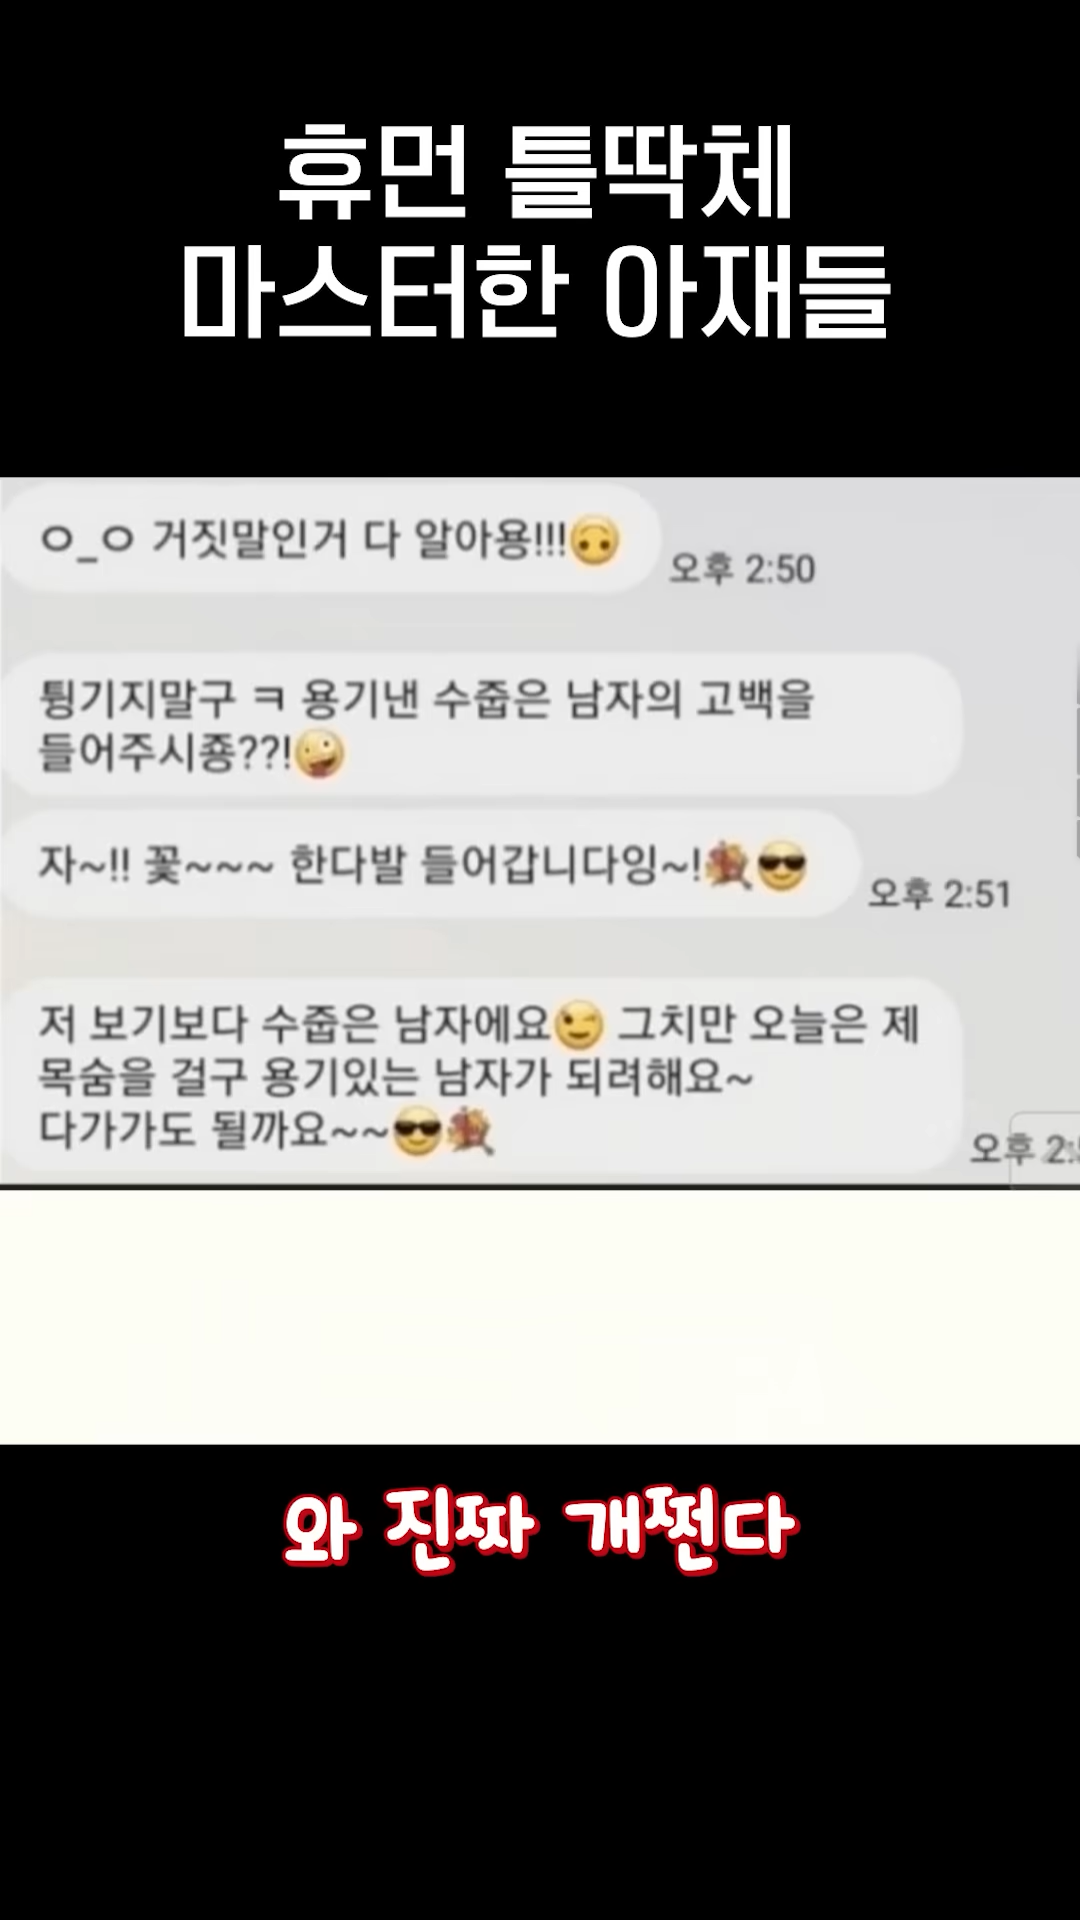 휴먼 틀딱체
마스터한 아재들
ㅇ_ㅇ 거짓말인거 다 알아용!!!🙃
오후 2:50
튕기지말구 ㅋ 용기낸 수줍은 남자의 고백을
들어주시죵??!🤪
자~!! 꽃~~~ 한다발 들어갑니다잉~!💐😎
오후 2:51
저 보기보다 수줍은 남자에요😉 그치만 오늘은 제
목숨을 걸구 용기있는 남자가 되려해요~
다가가도 될까요~~😎💐
오후
와 진짜 개쩐다